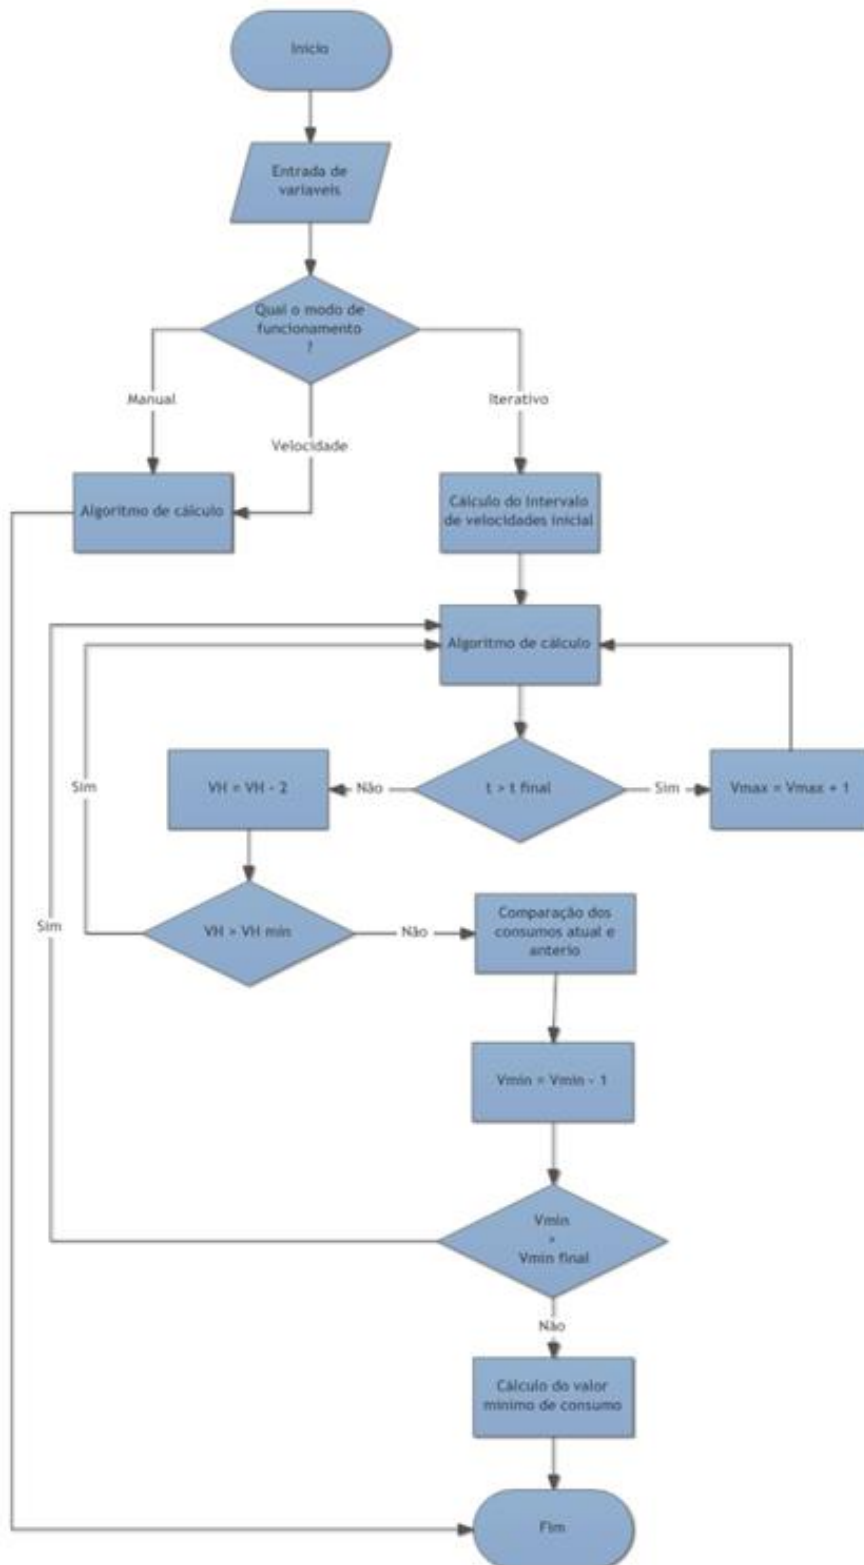 Inicio
Entrada de
variaveis
Qual o modo de
funcionamento
?
Manual
Iterativo
Velocidade
Algoritmo de cálculo
Cálculo do Intervalo
de velocidades inicial
Algoritmo de cálculo
Sim
VH = VH - 2
Não
t > t final
Sim
Vmax = Vmax + 1
Sim
VH > VH min
Não
Comparação dos
consumos atual e
anterio
Vmin = Vmin - 1
Vmin
>
Vmin final
Não
Cálculo do valor
minimo de consumo
Fim